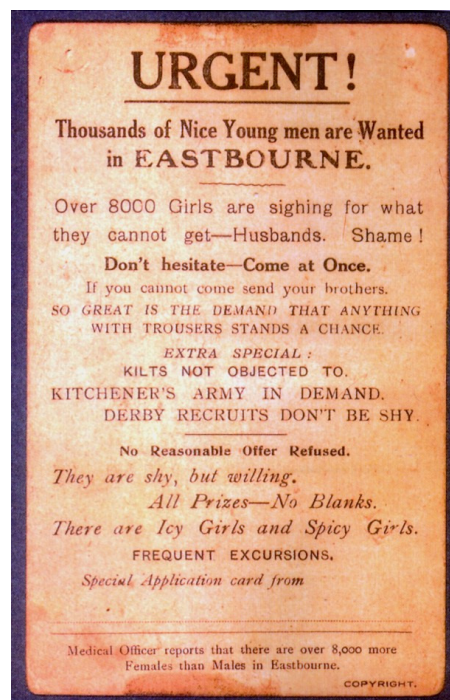 URGENT!
Thousands of Nice Young men are Wanted
in EASTBOURNE.
Over 8000 Girls are sighing for what
they cannot get—Husbands. Shame!
Don't hesitate—Come at Once.
If you cannot come send your brothers.
SO GREAT IS THE DEMAND THAT ANYTHING
WITH TROUSERS STANDS A CHANCE.
EXTRA SPECIAL:
KILTS NOT OBJECTED TO.
KITCHENER'S ARMY IN DEMAND.
DERBY RECRUITS DON'T BE SHY.
No Reasonable Offer Refused.
They are shy, but willing.
All Prizes—No Blanks.
There are Icy Girls and Spicy Girls.
FREQUENT EXCURSIONS.
Special Application card from
Medical Officer reports that there are over 8,000 more
Females than Males in Eastbourne.
COPYRIGHT.